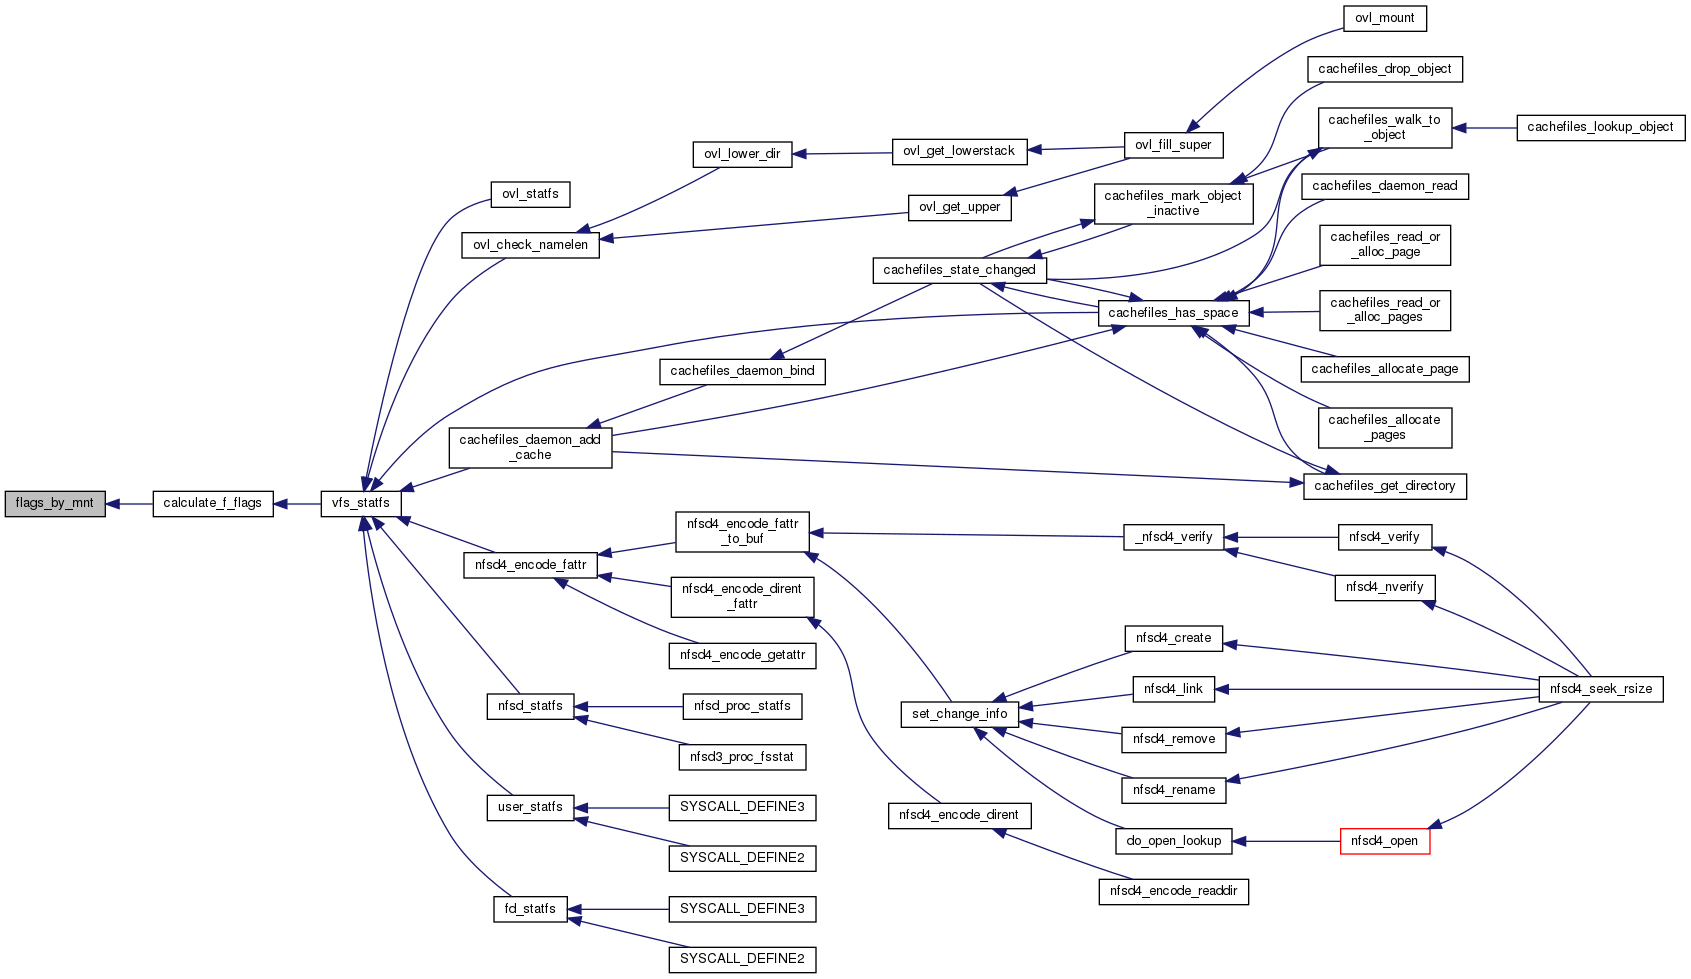 flags_by_mnt
calculate_f_flags
vfs_statfs
ovl_statfs
ovl_check_namelen
cachefiles_daemon_add
_cache
nfsd4_encode_fattr
nfsd_statfs
user_statfs
fd_statfs
ovl_lower_dir
cachefiles_daemon_bind
nfsd4_encode_fattr
_to_buf
nfsd4_encode_dirent
_fattr
nfsd4_encode_getattr
nfsd_proc_statfs
nfsd3_proc_fsstat
SYSCALL_DEFINE3
SYSCALL_DEFINE2
SYSCALL_DEFINE3
SYSCALL_DEFINE2
ovl_get_lowerstack
ovl_get_upper
cachefiles_state_changed
set_change_info
nfsd4_encode_dirent
ovl_fill_super
cachefiles_mark_object
_inactive
cachefiles_has_space
_nfsd4_verify
nfsd4_create
nfsd4_link
nfsd4_remove
nfsd4_rename
do_open_lookup
nfsd4_encode_readdir
ovl_mount
cachefiles_drop_object
cachefiles_walk_to
_object
cachefiles_daemon_read
cachefiles_read_or
_alloc_page
cachefiles_read_or
_alloc_pages
cachefiles_allocate_page
cachefiles_allocate
_pages
cachefiles_get_directory
nfsd4_verify
nfsd4_nverify
nfsd4_open
cachefiles_lookup_object
nfsd4_seek_rsize